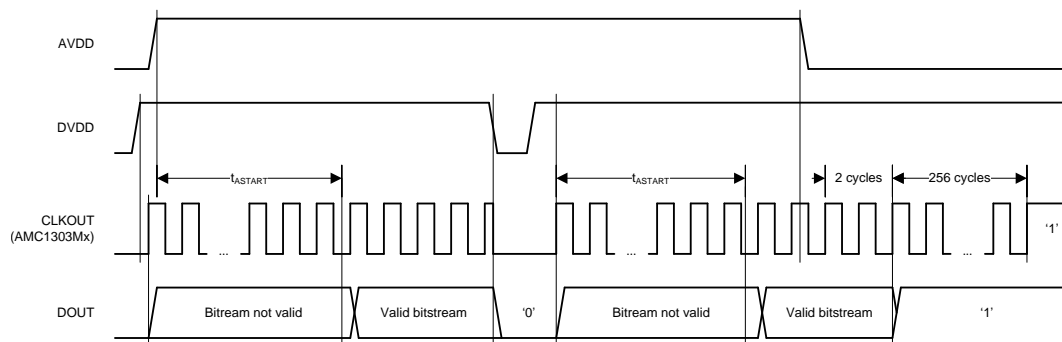 AVDD
DVDD
tASTART
tASTART
2 cycles
256 cycles
CLKOUT
(AMC1303Mx)
...
...
...
'1'
DOUT
Bitream not valid
Valid bitstream
'0'
Bitream not valid
Valid bitstream
'1'